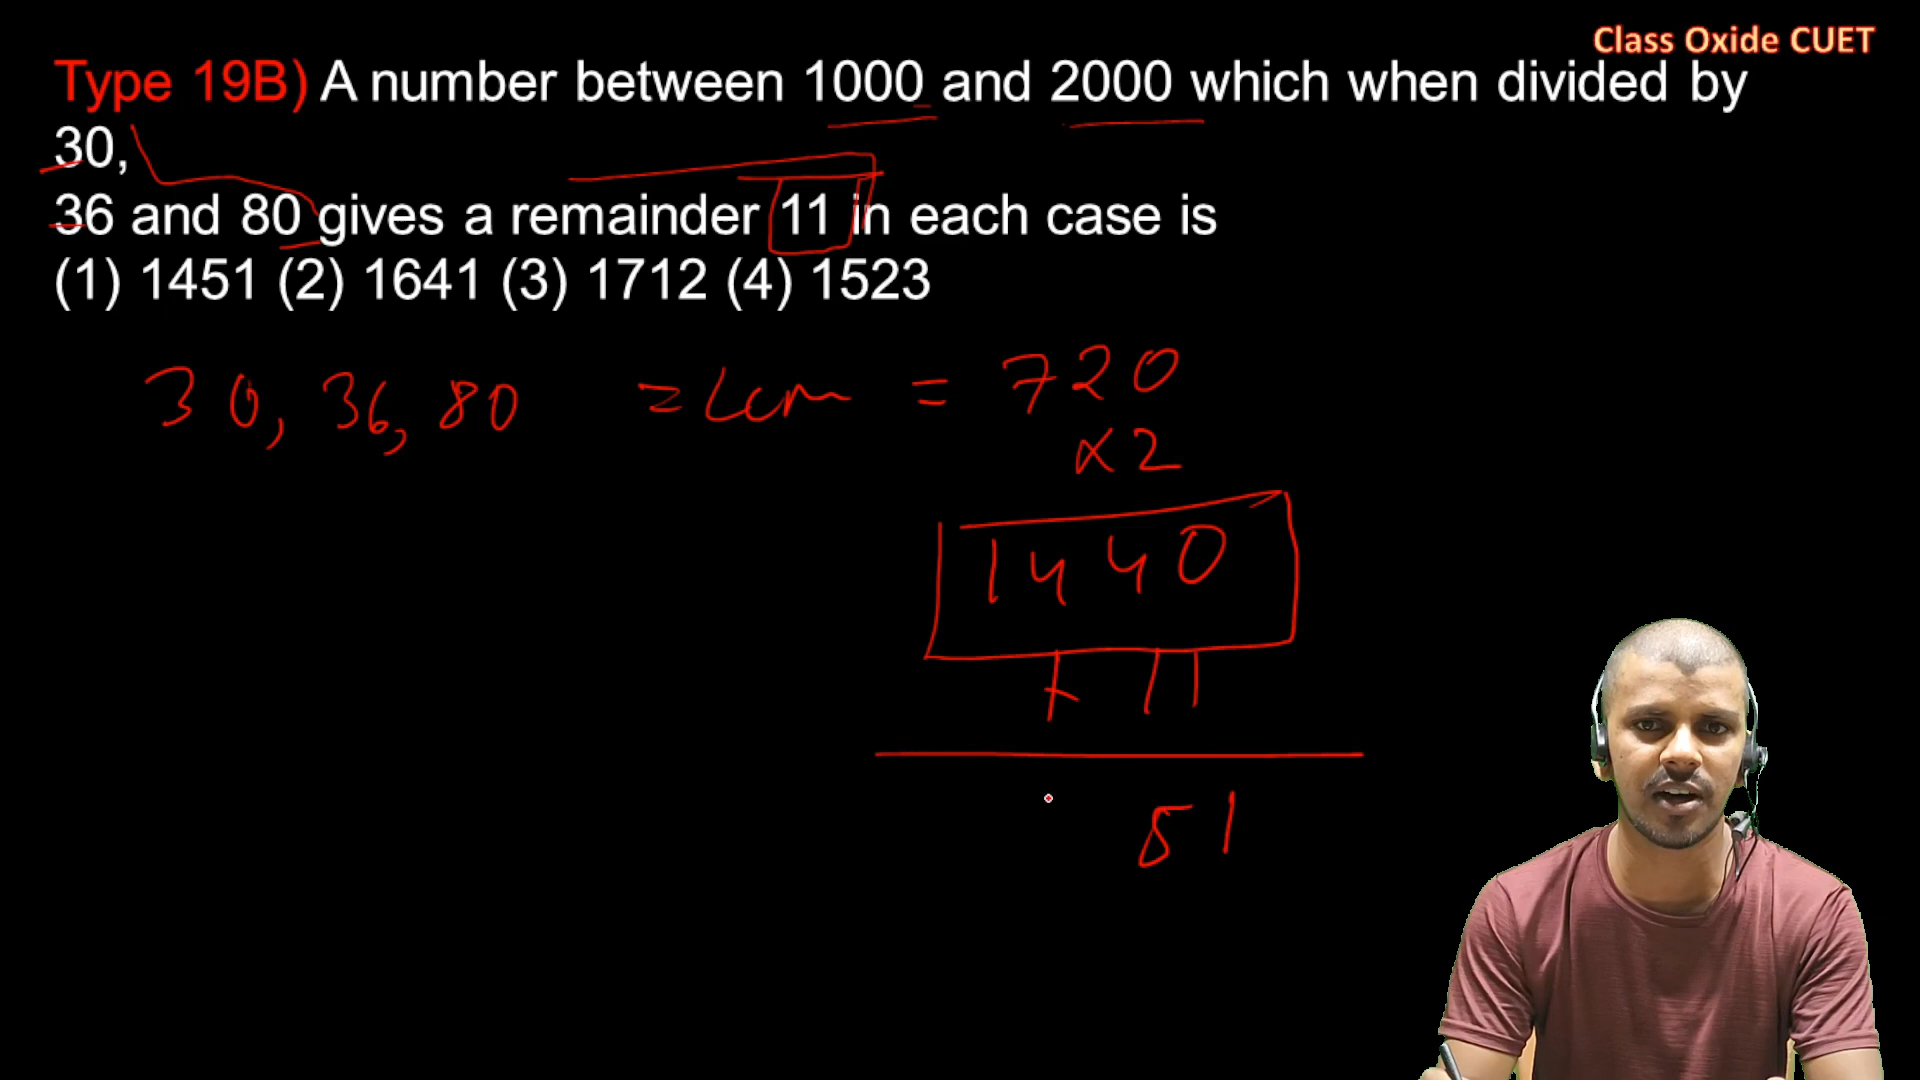 Class Oxide CUET
Type 19B) A number between 1000 and 2000 which when divided by
30,
36 and 80 gives a remainder 11 in each case is
(1) 1451 (2) 1641 (3) 1712 (4) 1523
30, 36, 80 = Lcm = 720
x2
1440
+ 11
51